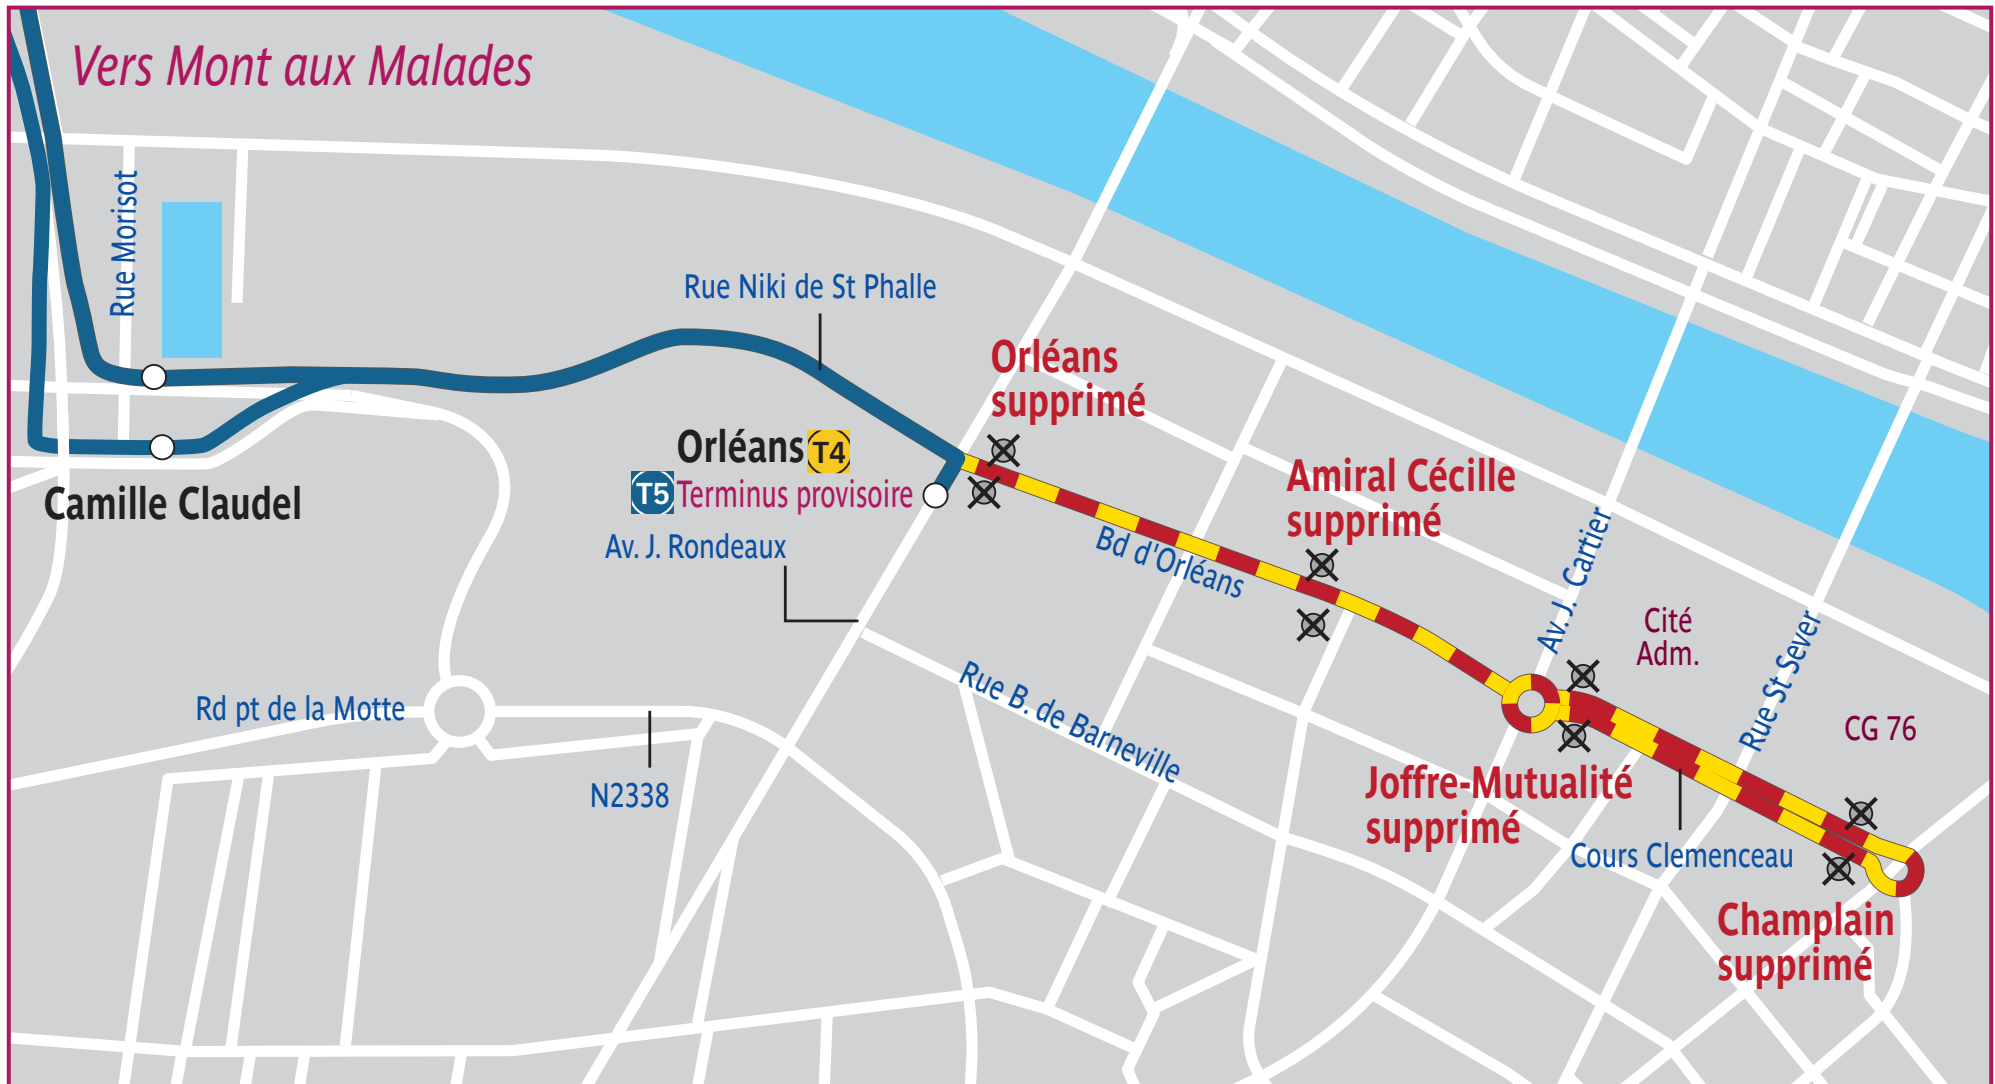 Vers Mont aux Malades
Rue Morisot
Rue Niki de St Phalle
Orléans
supprimé
Orléans T4
T5 Terminus provisoire
Camille Claudel
Av. J. Rondeaux
Amiral Cécille
supprimé
Bd d'Orléans
Av. J. Cartier
Cité
Adm.
Rue St Sever
CG 76
Rd pt de la Motte
Rue B. de Barneville
N2338
Joffre-Mutualité
supprimé
Cours Clemenceau
Champlain
supprimé